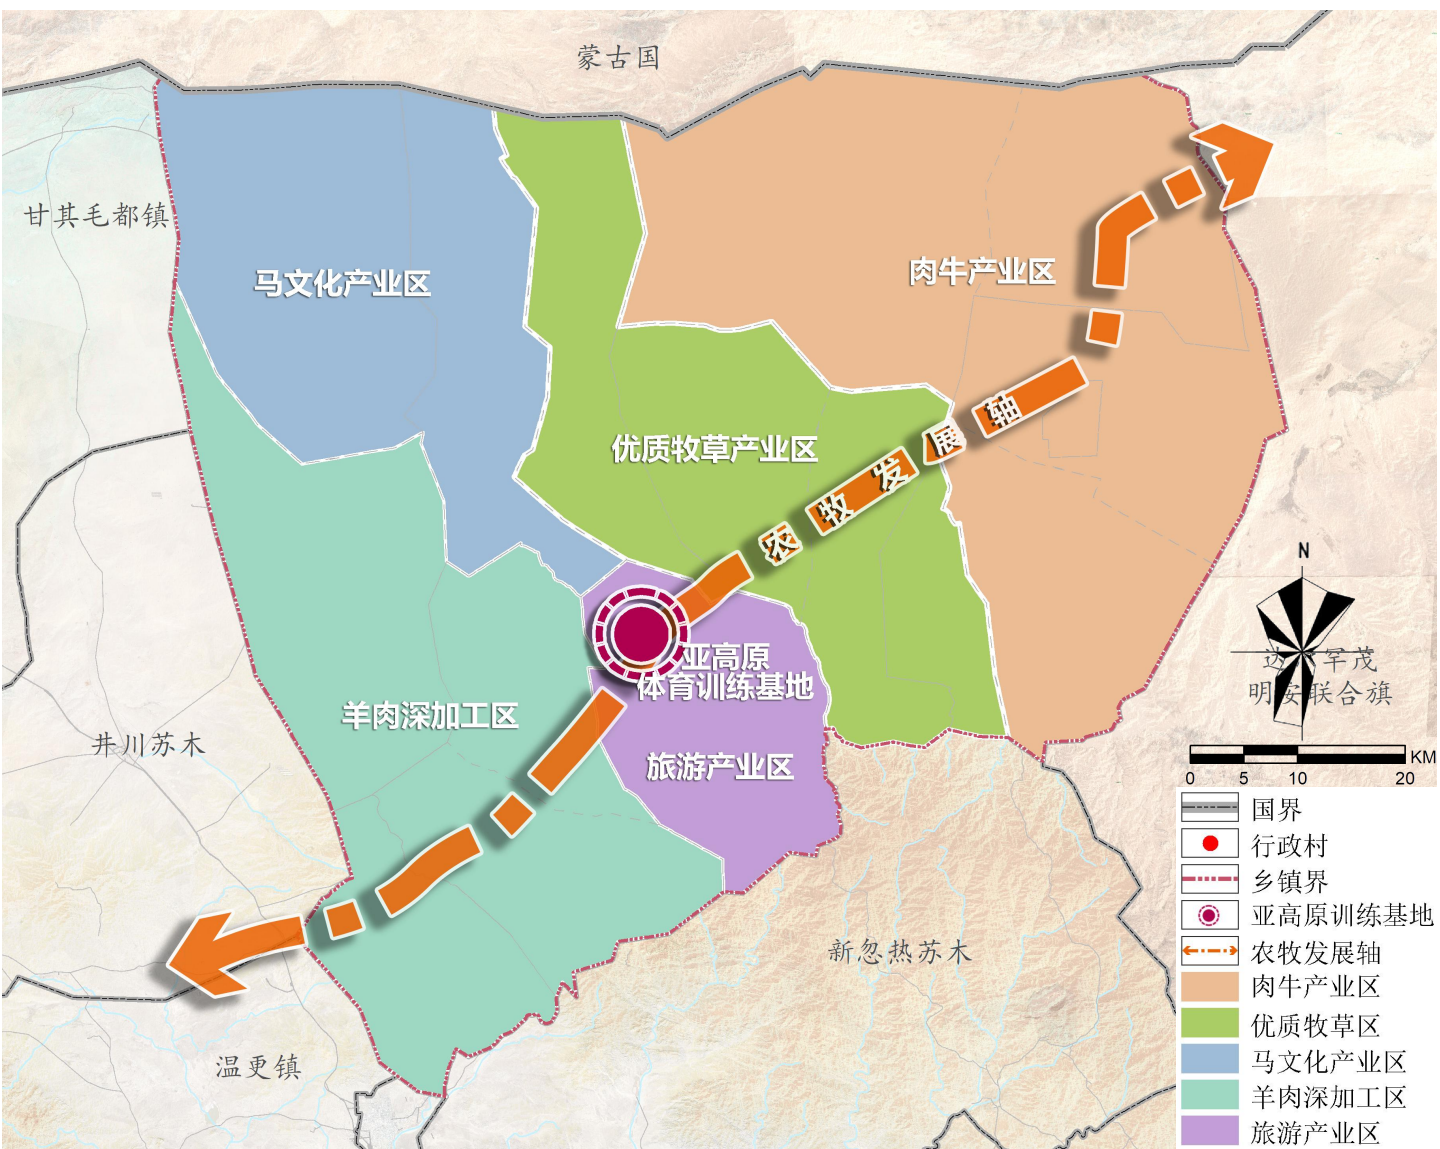 蒙古国
甘其毛都镇
马文化产业区
肉牛产业区
优质牧草产业区
农牧发展轴
亚高原
体育训练基地
羊肉深加工区
旅游产业区
井川苏木
新忽热苏木
温更镇
N
达 罕茂
明安联合旗
KM
0 5 10 20
国界
行政村
乡镇界
亚高原训练基地
农牧发展轴
肉牛产业区
优质牧草区
马文化产业区
羊肉深加工区
旅游产业区